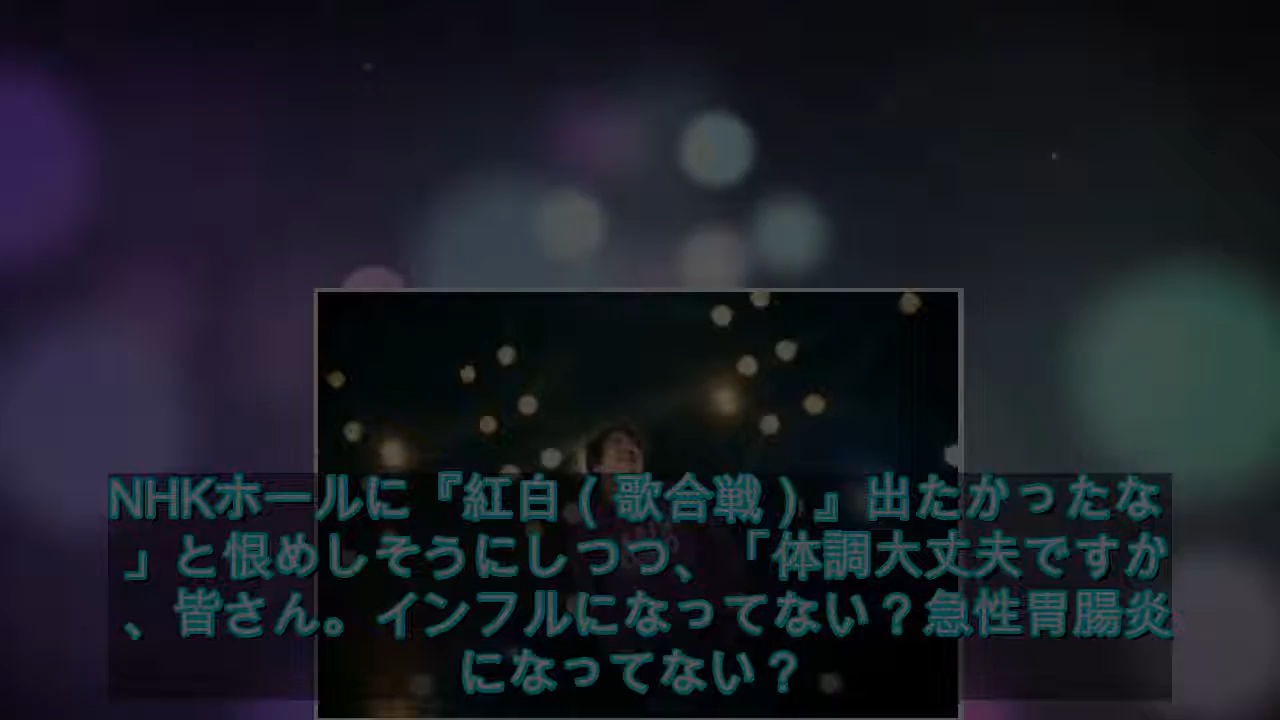 NHKホールに『紅白(歌合戦)』出たかったな
」と恨めしそうにしつつ、「体調大丈夫ですか
、皆さん。インフルになってない？急性胃腸炎
になってない？